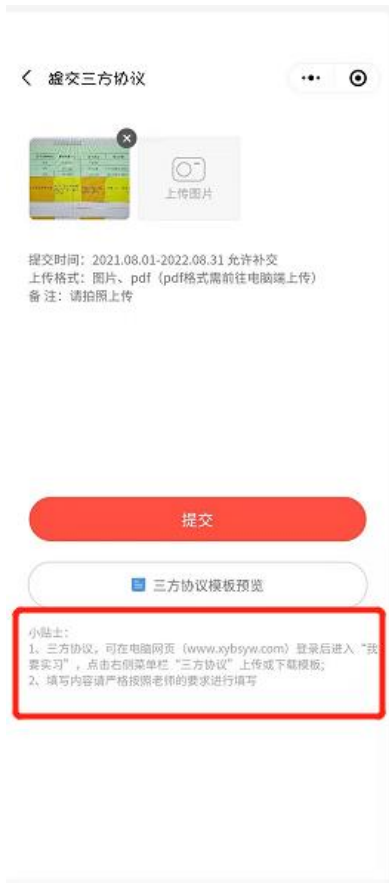 提交三方协议
上传图片
提交时间：2021.08.01-2022.08.31 允许补交
上传格式：图片、pdf（pdf格式需前往电脑端上传）
备 注：请拍照上传
提交
三方协议模板预览
小贴士：
1、三方协议，可在电脑网页（www.xybsyw.com）登录后进入“我
要实习”，点击右侧菜单栏“三方协议”上传或下载模板;
2、填写内容请严格按照老师的要求进行填写